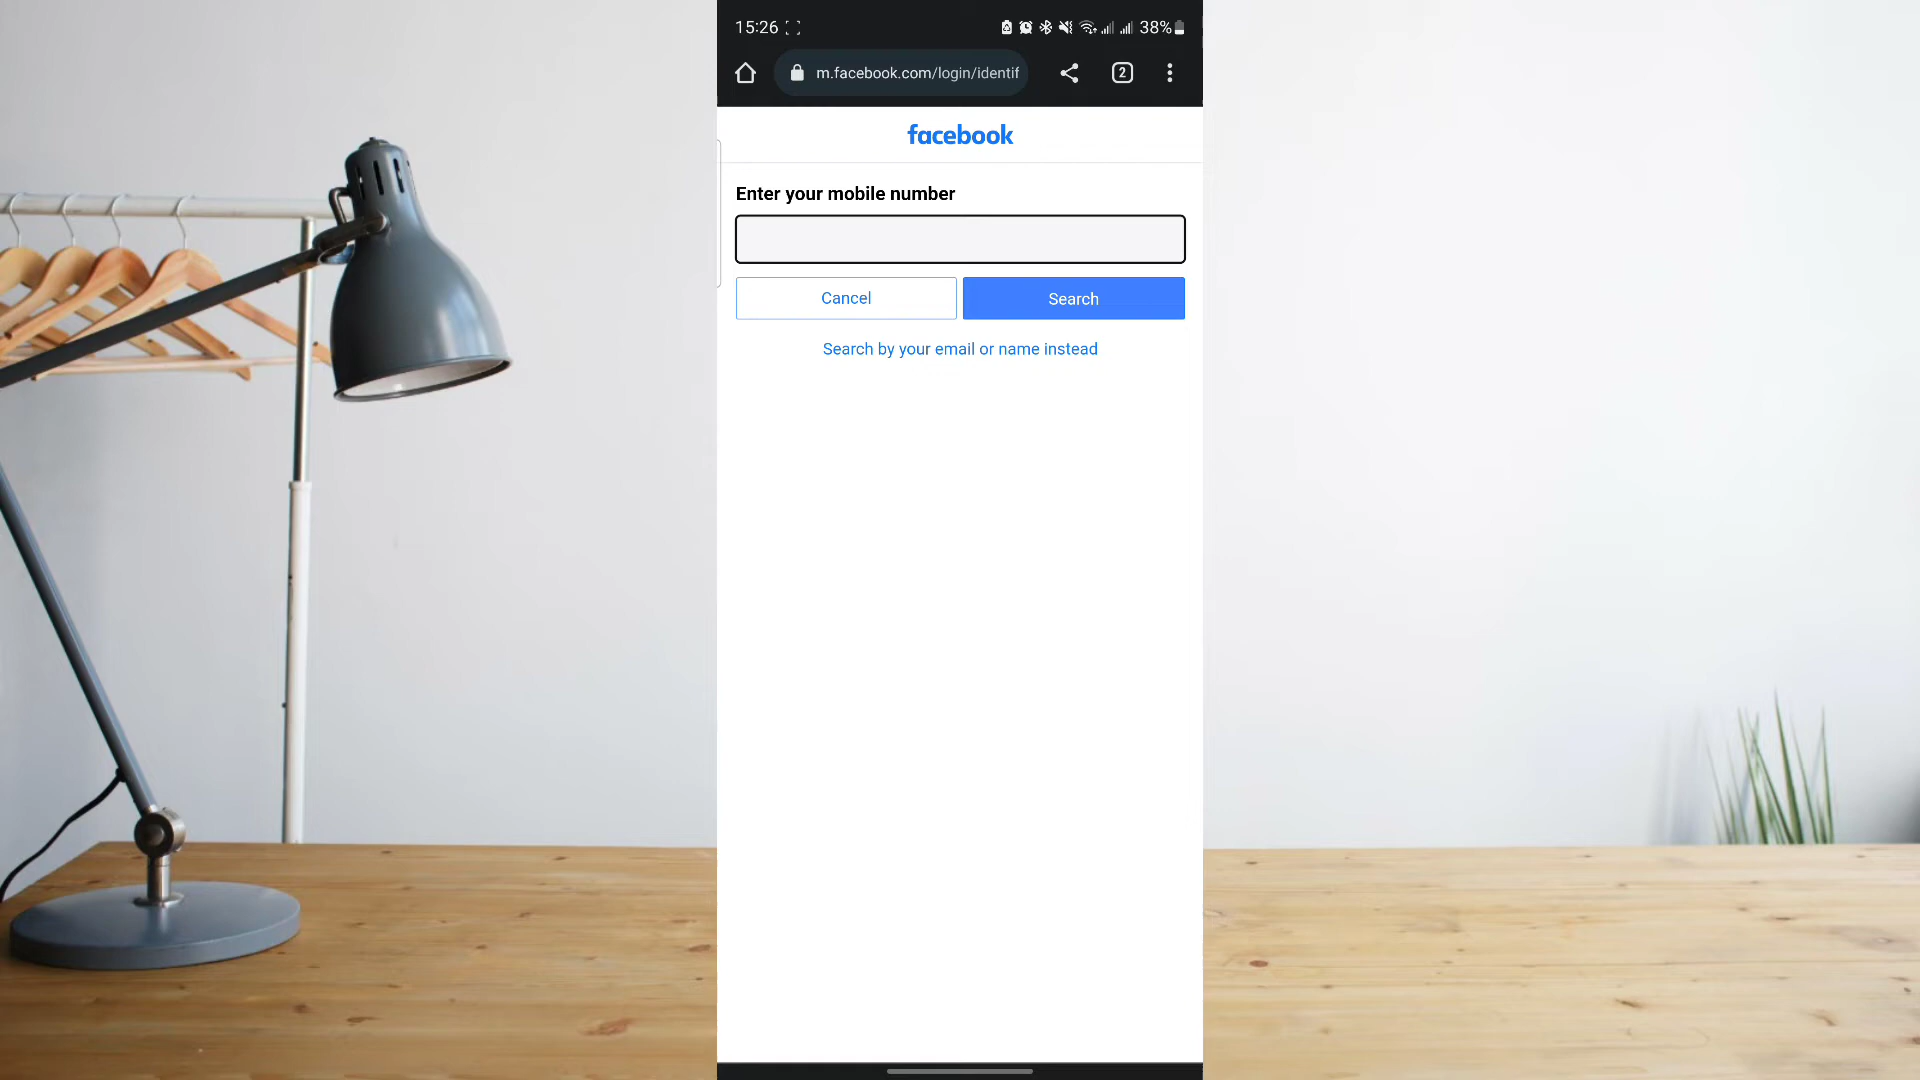 15:26
38%
m.facebook.com/login/identif
2
facebook
Enter your mobile number
Cancel
Search
Search by your email or name instead